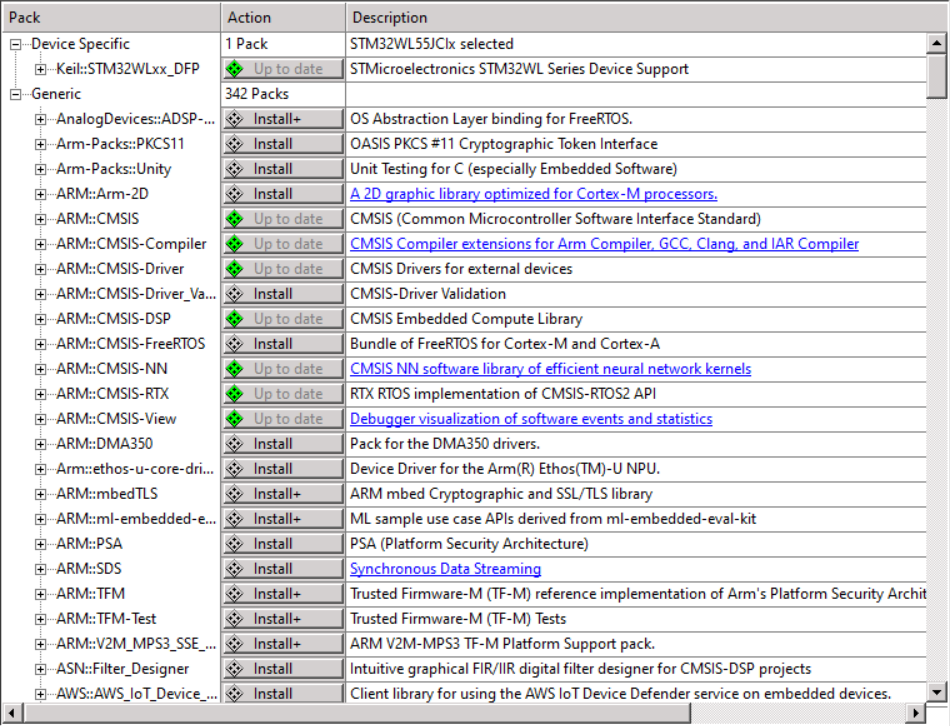 Pack Action Description
Device Specific 1 Pack STM32WL55JCIx selected
Keil::STM32WLxx_DFP Up to date STMicroelectronics STM32WL Series Device Support
Generic 342 Packs
AnalogDevices::ADSP-... Install+ OS Abstraction Layer binding for FreeRTOS.
Arm-Packs::PKCS11 Install OASIS PKCS #11 Cryptographic Token Interface
Arm-Packs::Unity Install Unit Testing for C (especially Embedded Software)
ARM::Arm-2D Install A 2D graphic library optimized for Cortex-M processors.
ARM::CMSIS Up to date CMSIS (Common Microcontroller Software Interface Standard)
ARM::CMSIS-Compiler Up to date CMSIS Compiler extensions for Arm Compiler, GCC, Clang, and IAR Compiler
ARM::CMSIS-Driver Up to date CMSIS Drivers for external devices
ARM::CMSIS-Driver_Va... Install CMSIS-Driver Validation
ARM::CMSIS-DSP Up to date CMSIS Embedded Compute Library
ARM::CMSIS-FreeRTOS Install Bundle of FreeRTOS for Cortex-M and Cortex-A
ARM::CMSIS-NN Up to date CMSIS NN software library of efficient neural network kernels
ARM::CMSIS-RTX Up to date RTX RTOS implementation of CMSIS-RTOS2 API
ARM::CMSIS-View Up to date Debugger visualization of software events and statistics
ARM::DMA350 Install Pack for the DMA350 drivers.
Arm::ethos-u-core-dri... Install Device Driver for the Arm(R) Ethos(TM)-U NPU.
ARM::mbedTLS Install+ ARM mbed Cryptographic and SSL/TLS library
ARM::ml-embedded-e... Install+ ML sample use case APIs derived from ml-embedded-eval-kit
ARM::PSA Install PSA (Platform Security Architecture)
ARM::SDS Install Synchronous Data Streaming
ARM::TFM Install+ Trusted Firmware-M (TF-M) reference implementation of Arm's Platform Security Archit
ARM::TFM-Test Install+ Trusted Firmware-M (TF-M) Tests
ARM::V2M_MPS3_SSE_... Install+ ARM V2M-MPS3 TF-M Platform Support pack.
ASN::Filter_Designer Install Intuitive graphical FIR/IIR digital filter designer for CMSIS-DSP projects
AWS::AWS_IoT_Device_... Install Client library for using the AWS IoT Device Defender service on embedded devices.